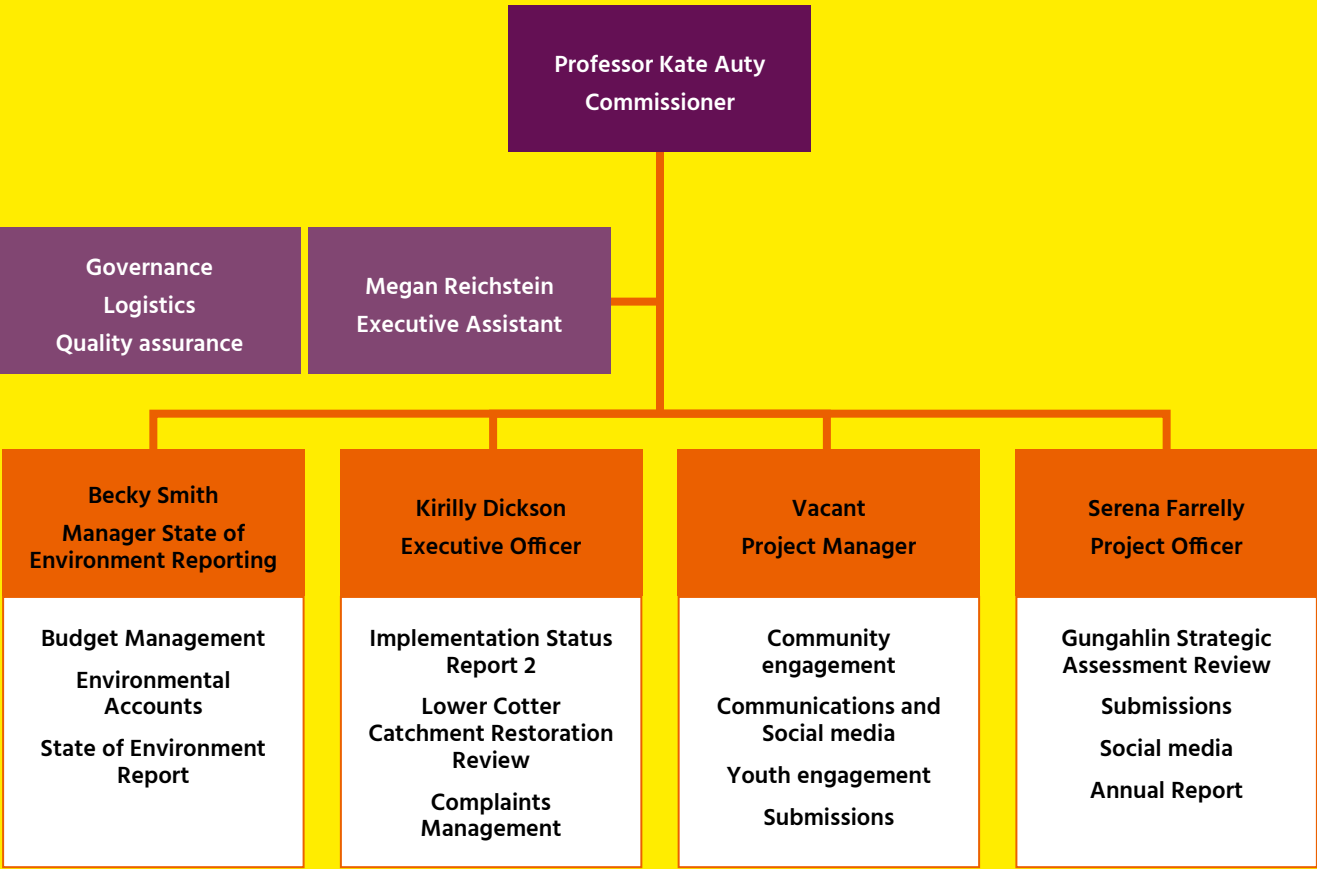 Professor Kate Auty
Commissioner
Governance
Logistics
Quality assurance
Megan Reichstein
Executive Assistant
Becky Smith
Manager State of
Environment Reporting
Budget Management
Environmental
Accounts
State of Environment
Report
Kirilly Dickson
Executive Officer
Implementation Status
Report 2
Lower Cotter
Catchment Restoration
Review
Complaints
Management
Vacant
Project Manager
Community
engagement
Communications and
Social media
Youth engagement
Submissions
Serena Farrelly
Project Officer
Gungahlin Strategic
Assessment Review
Submissions
Social media
Annual Report